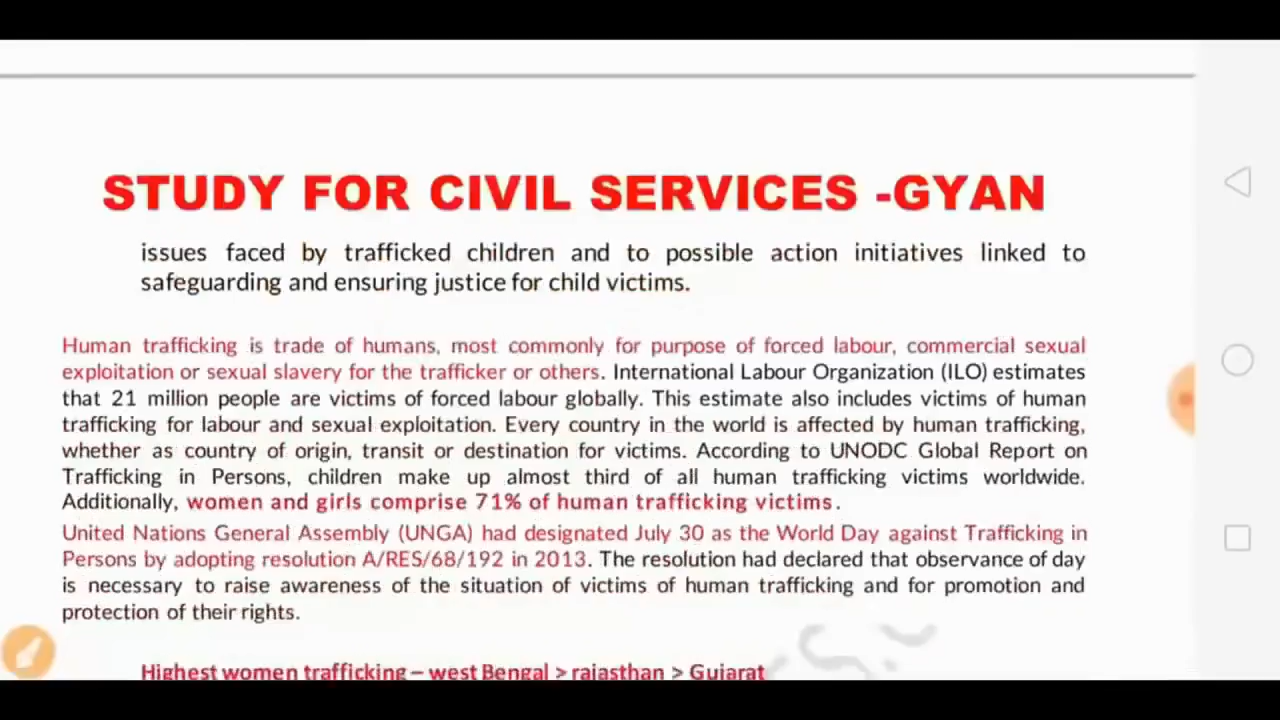 STUDY FOR CIVIL SERVICES -GYAN
issues faced by trafficked children and to possible action initiatives linked to
safeguarding and ensuring justice for child victims.
Human trafficking is trade of humans, most commonly for purpose of forced labour, commercial sexual
exploitation or sexual slavery for the trafficker or others. International Labour Organization (ILO) estimates
that 21 million people are victims of forced labour globally. This estimate also includes victims of human
trafficking for labour and sexual exploitation. Every country in the world is affected by human trafficking,
whether as country of origin, transit or destination for victims. According to UNODC Global Report on
Trafficking in Persons, children make up almost third of all human trafficking victims worldwide.
Additionally, women and girls comprise 71% of human trafficking victims.
United Nations General Assembly (UNGA) had designated July 30 as the World Day against Trafficking in
Persons by adopting resolution A/RES/68/192 in 2013. The resolution had declared that observance of day
is necessary to raise awareness of the situation of victims of human trafficking and for promotion and
protection of their rights.
Highest women trafficking – west Bengal > rajasthan > Gujarat